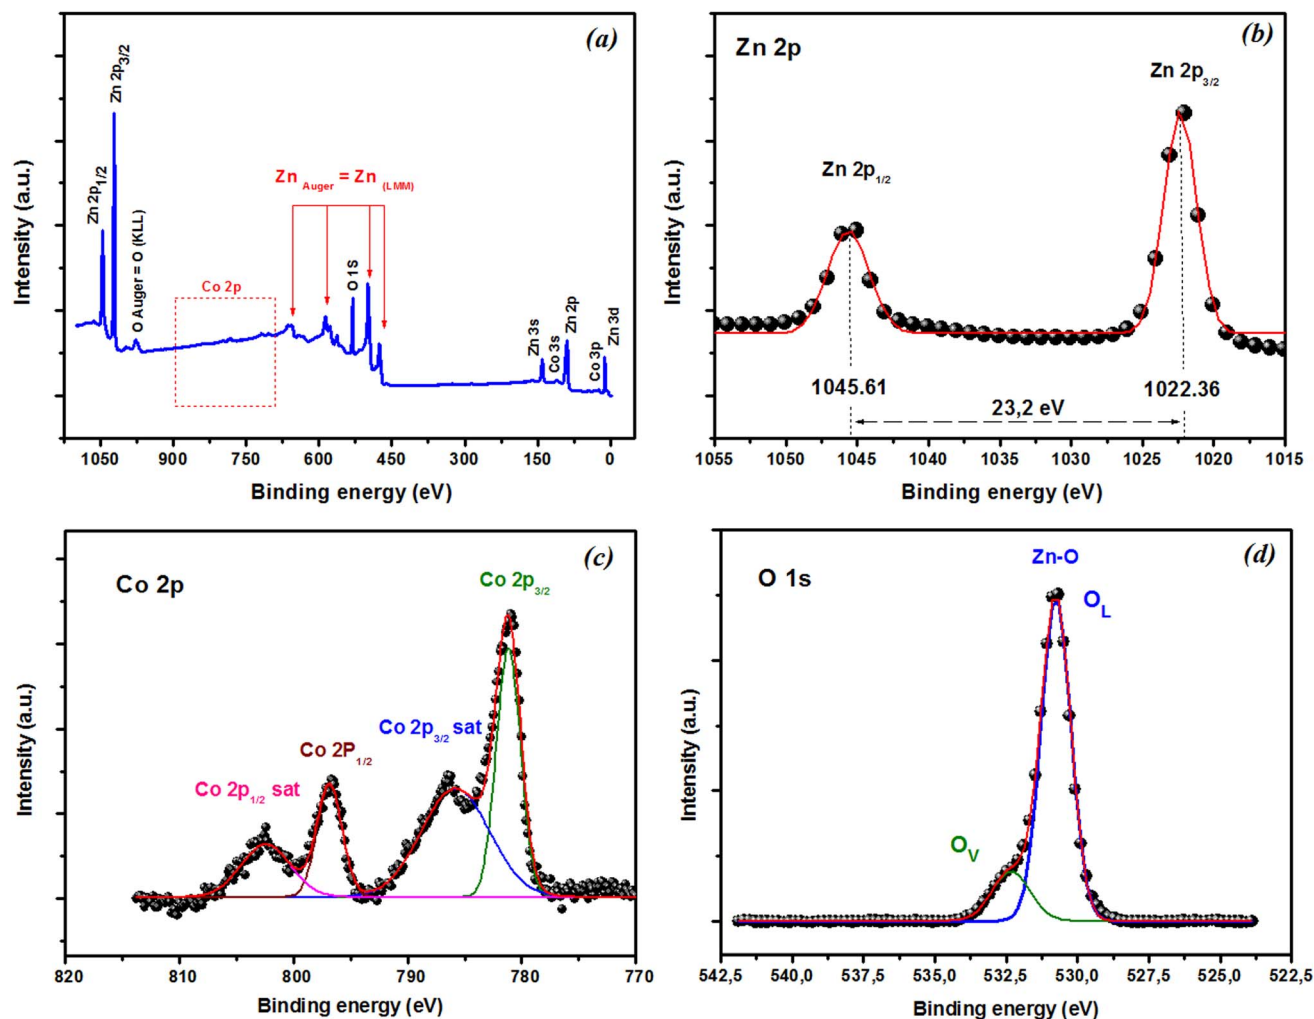 (a)
Zn 2p3/2
Zn 2p1/2
O Auger = O (KLL)
Zn Auger = Zn (LMM)
Co 2p
O 1s
Zn 3s
Co 3s
Zn 2p
Co 3p
Zn 3d
Intensity (a.u.)
1050 900 750 600 450 300 150 0
Binding energy (eV)
(b)
Zn 2p
Zn 2p3/2
Zn 2p1/2
1045.61
1022.36
23,2 eV
Intensity (a.u.)
1055 1050 1045 1040 1035 1030 1025 1020 1015
Binding energy (eV)
(c)
Co 2p
Co 2p3/2
Co 2p3/2 sat
Co 2P1/2
Co 2p1/2 sat
Intensity (a.u.)
820 810 800 790 780 770
Binding energy (eV)
(d)
O 1s
Zn-O
OL
OV
Intensity (a.u.)
542,5 540,0 537,5 535,0 532,5 530,0 527,5 525,0 522,5
Binding energy (eV)